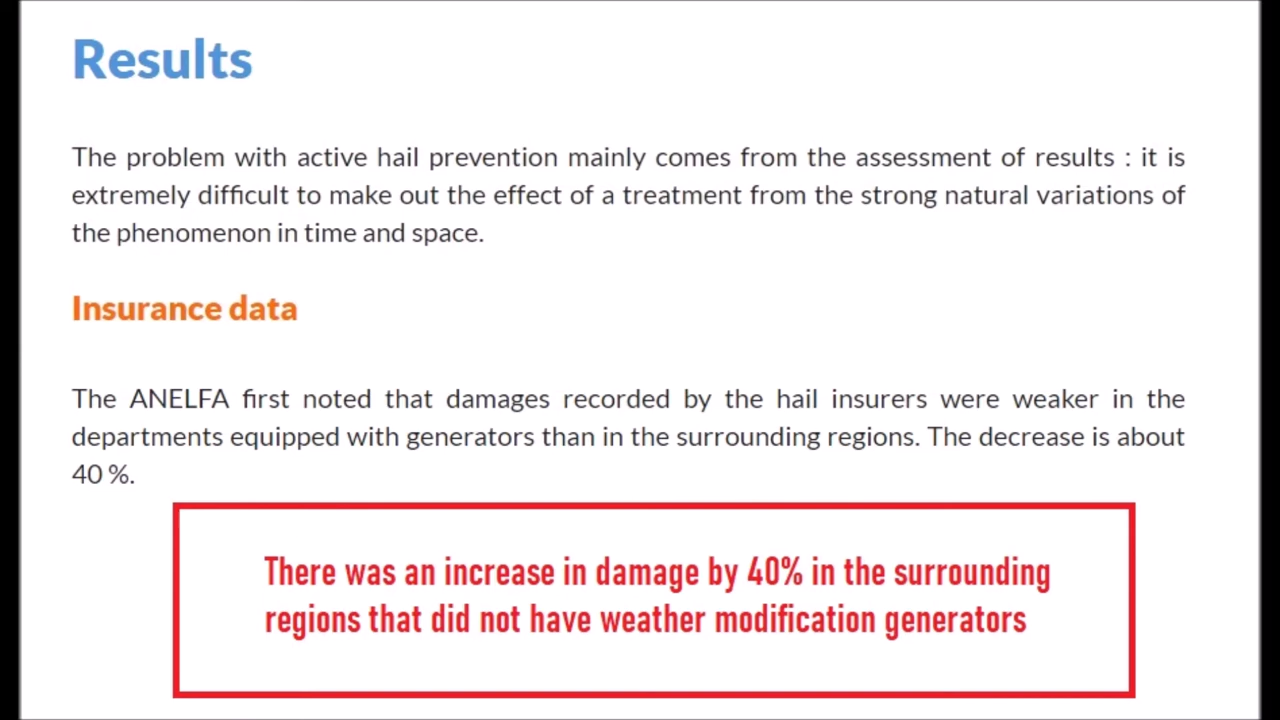 Results
The problem with active hail prevention mainly comes from the assessment of results : it is
extremely difficult to make out the effect of a treatment from the strong natural variations of
the phenomenon in time and space.
Insurance data
The ANELFA first noted that damages recorded by the hail insurers were weaker in the
departments equipped with generators than in the surrounding regions. The decrease is about
40 %.
There was an increase in damage by 40% in the surrounding
regions that did not have weather modification generators